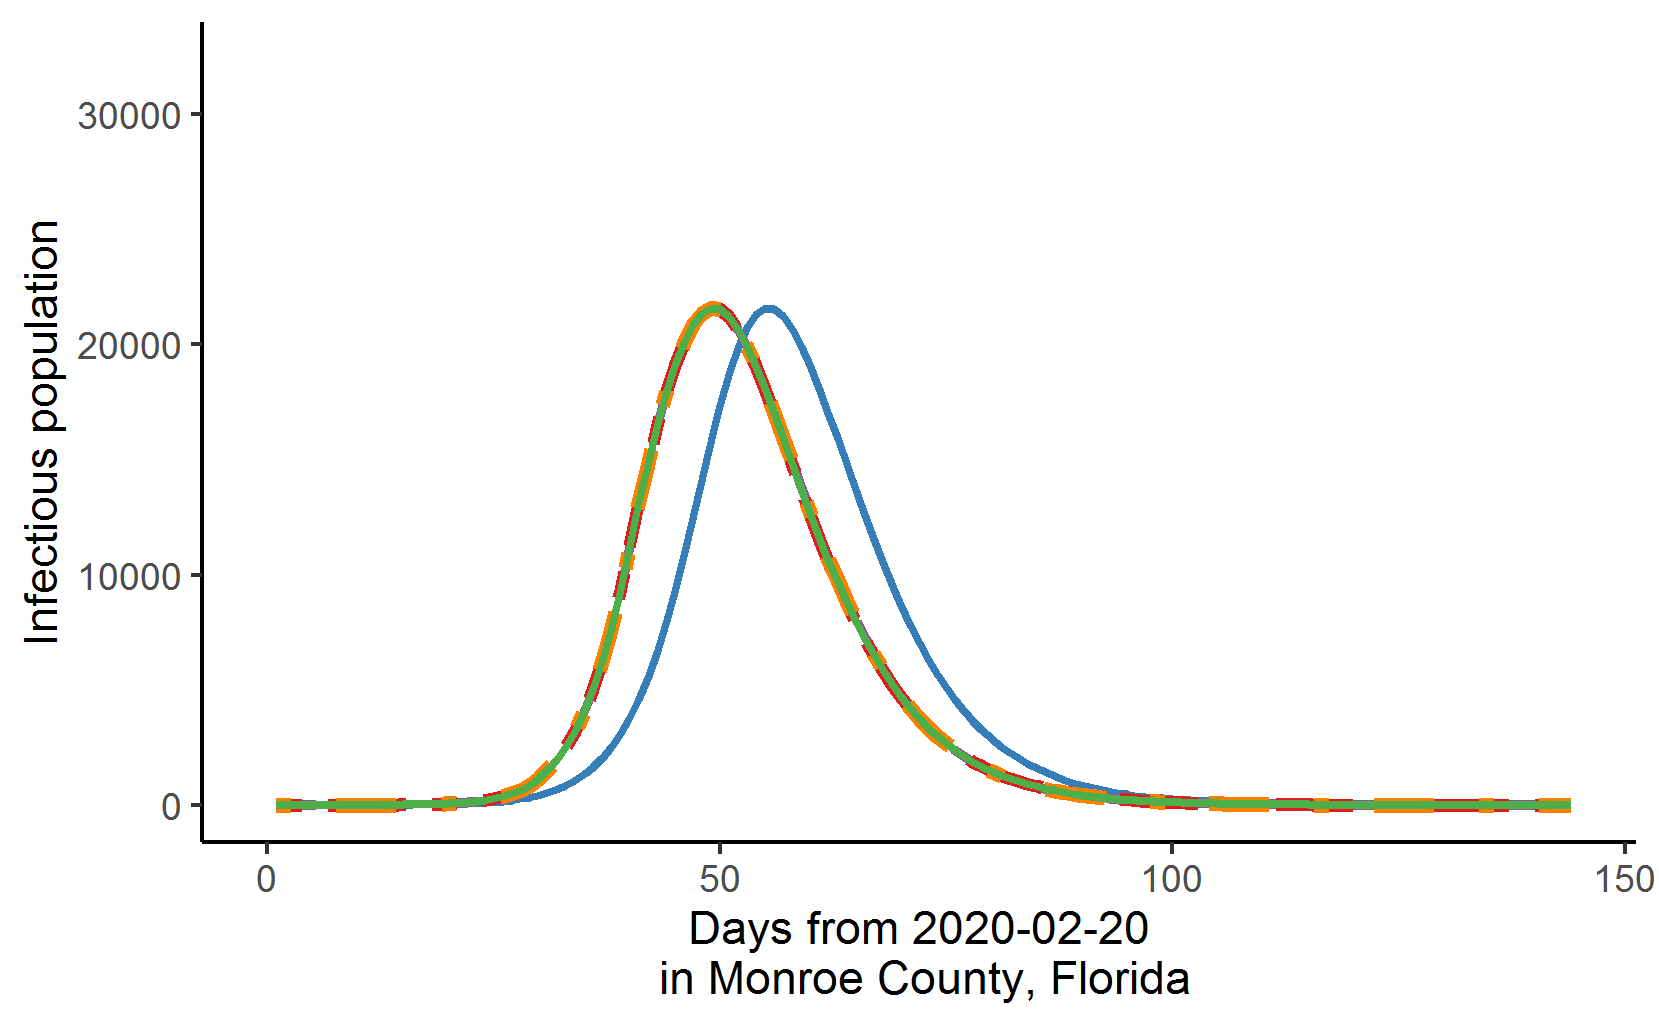 Infectious population
30000
20000
10000
0
0 50 100 150
Days from 2020-02-20
in Monroe County, Florida